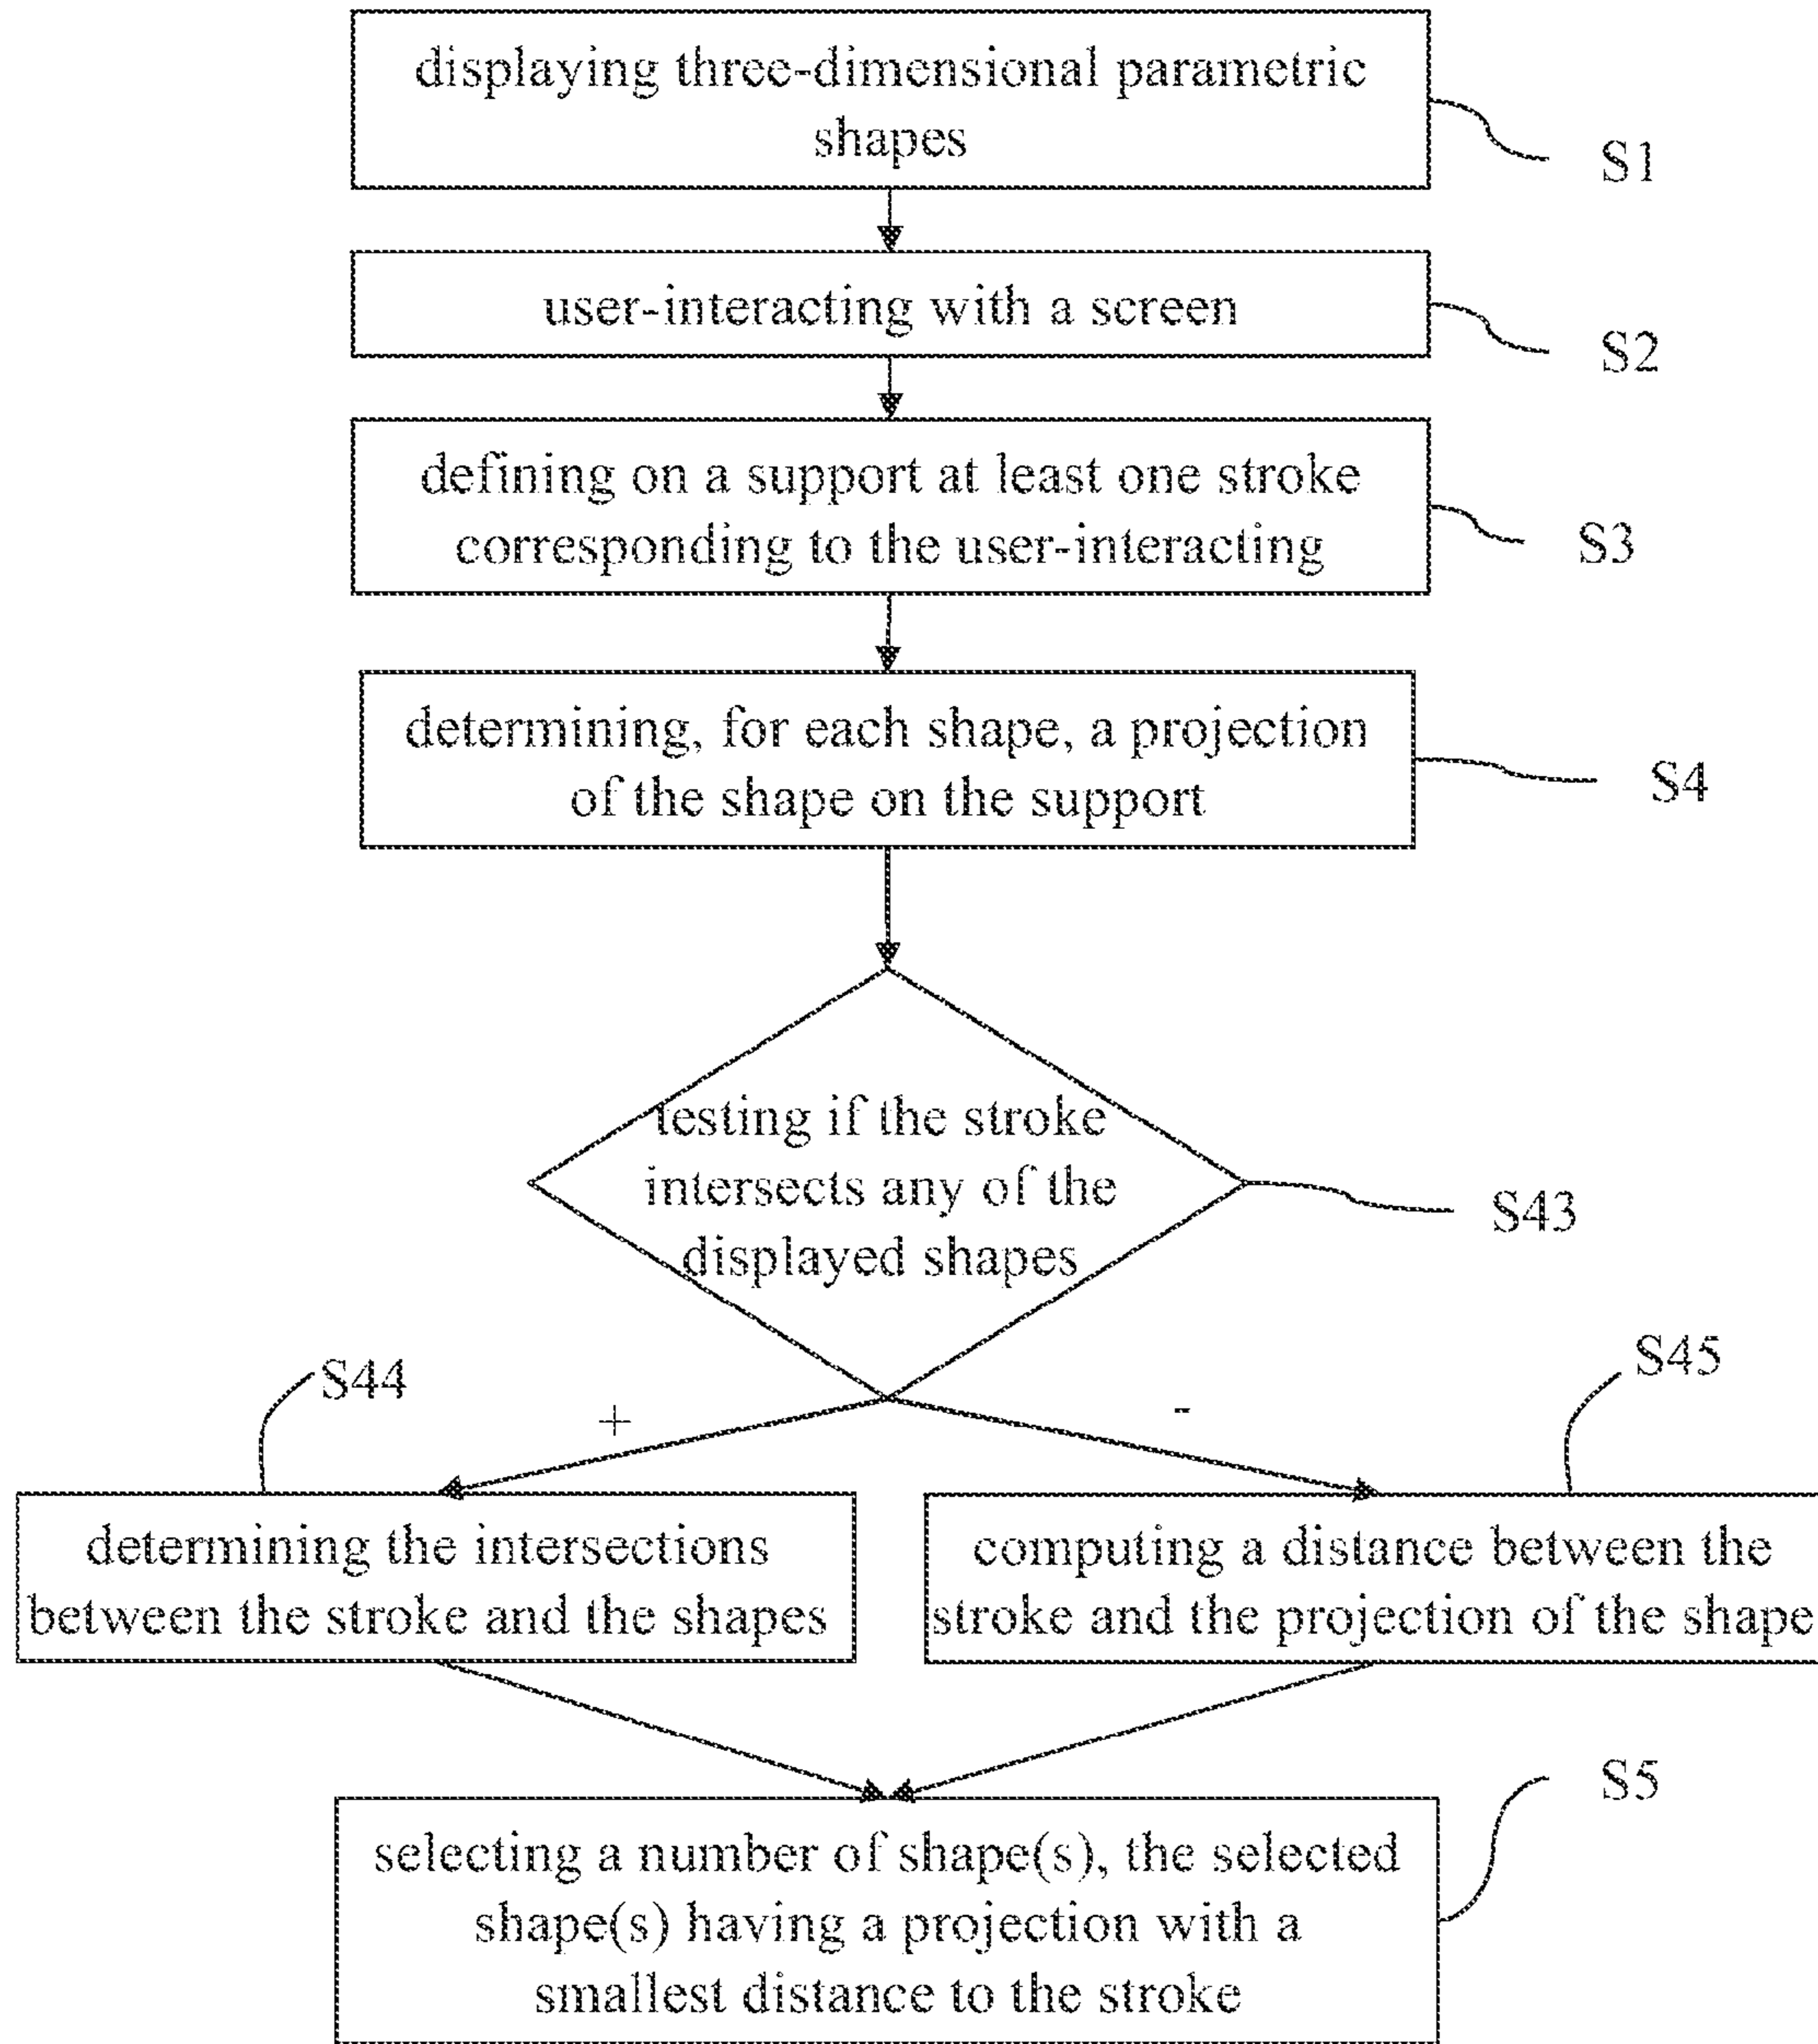 displaying three-dimensional parametric
shapes
S1
user-interacting with a screen
S2
defining on a support at least one stroke
corresponding to the user-interacting
S3
determining, for each shape, a projection
of the shape on the support
S4
testing if the stroke
intersects any of the
displayed shapes
S43
S44
+
-
S45
determining the intersections
between the stroke and the shapes
computing a distance between the
stroke and the projection of the shape
S5
selecting a number of shape(s), the selected
shape(s) having a projection with a
smallest distance to the stroke